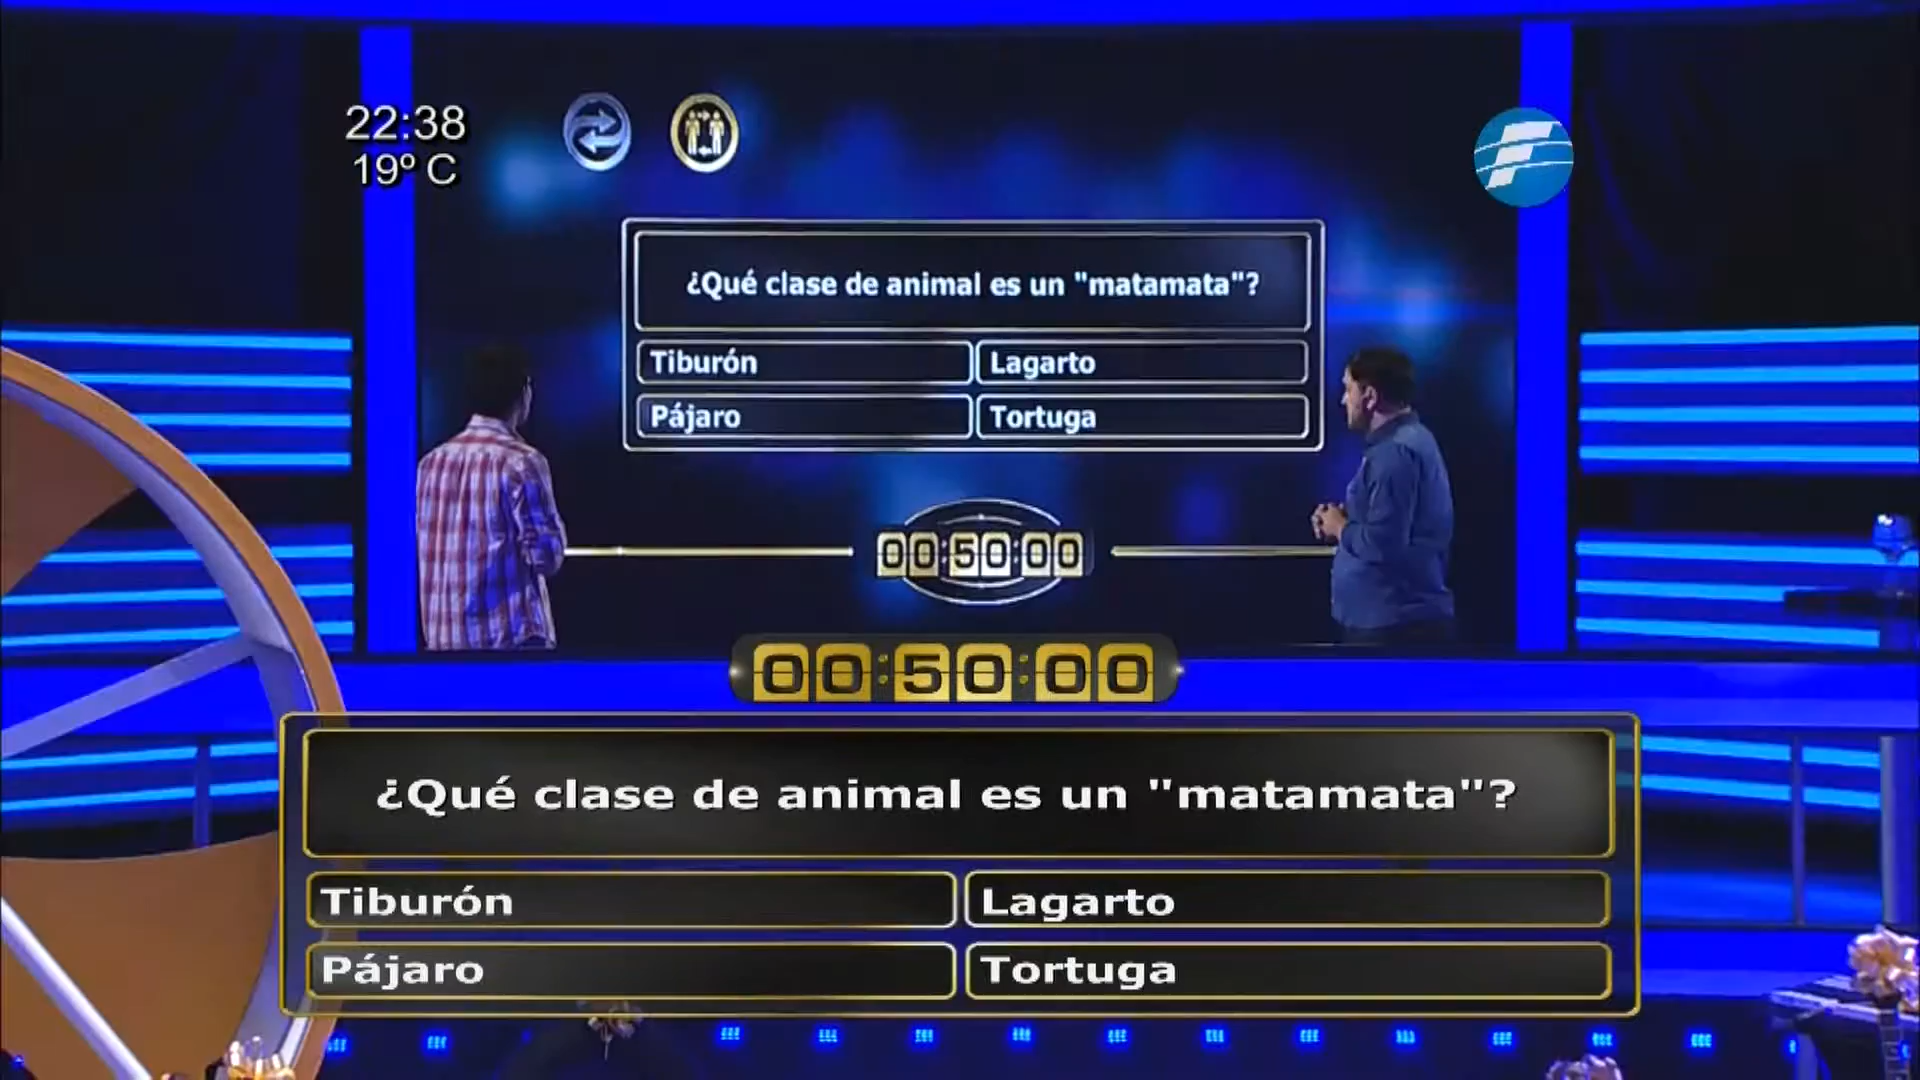 22:38
19º C
¿Qué clase de animal es un "matamata"?
Tiburón
Lagarto
Pájaro
Tortuga
00:50:00
00:50:00
¿Qué clase de animal es un "matamata"?
Tiburón
Lagarto
Pájaro
Tortuga